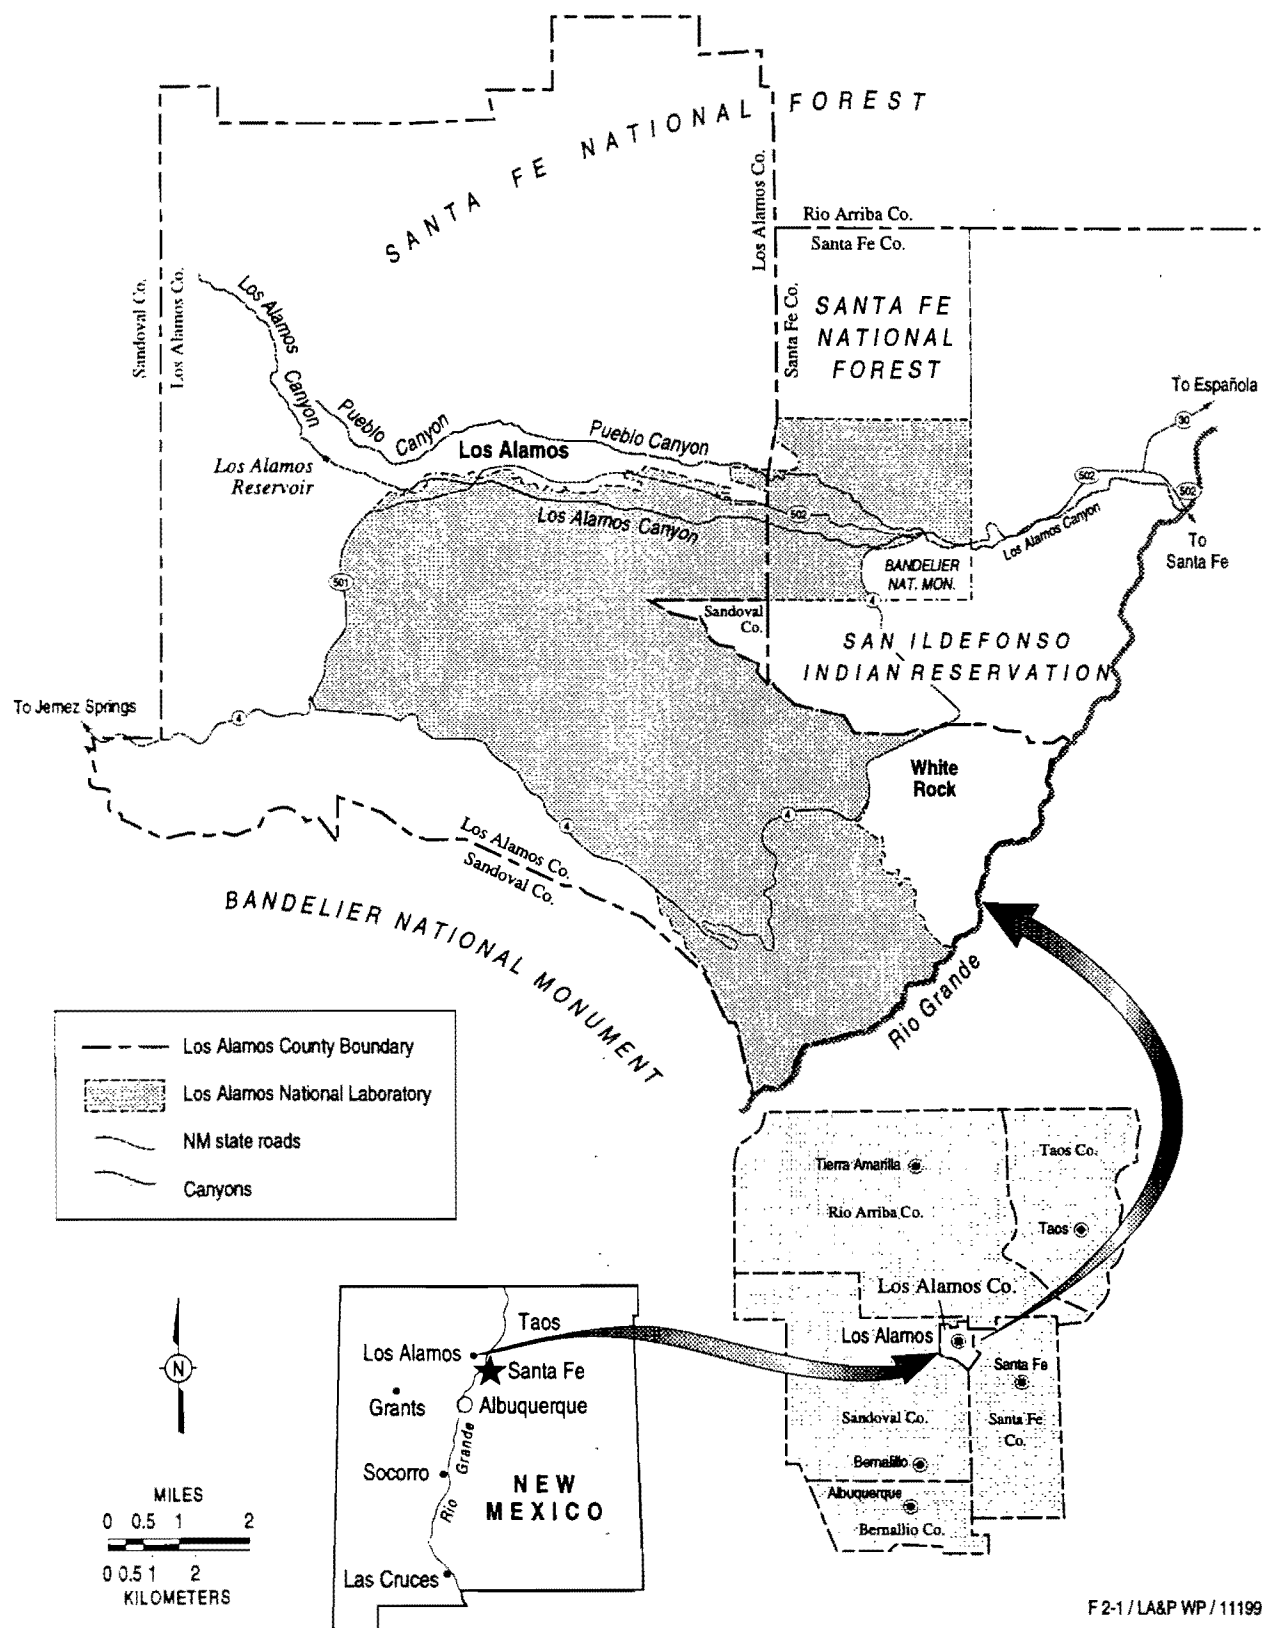 SANTA FE NATIONAL FOREST
Los Alamos Co.
Rio Arriba Co.
Santa Fe Co.
Sandoval Co.
Los Alamos Co.
Santa Fe Co.
SANTA FE
NATIONAL
FOREST
Los Alamos
Canyon
Pueblo
Canyon
Pueblo Canyon
Los Alamos
Los Alamos
Reservoir
To Española
30
502
502
502
Los Alamos Canyon
Los Alamos Canyon
To
Santa Fe
501
BANDELIER
NAT. MON.
4
Sandoval
Co.
SAN ILDEFONSO
INDIAN RESERVATION
To Jemez Springs
4
White
Rock
4
4
Los Alamos Co.
Sandoval Co.
BANDELIER NATIONAL MONUMENT
Rio Grande
Los Alamos County Boundary
Los Alamos National Laboratory
NM state roads
Canyons
Tierra Amarilla
Taos Co.
Rio Arriba Co.
Taos
Los Alamos Co.
Los Alamos
Santa Fe
Sandoval Co.
Santa Fe
Co.
Bernalillo
Albuquerque
Bernallio Co.
Taos
Los Alamos
Santa Fe
Grants
Albuquerque
Socorro
Rio Grande
NEW
MEXICO
Las Cruces
N
MILES
0 0.5 1 2
0 0.5 1 2
KILOMETERS
F 2-1 / LA&P WP / 11199